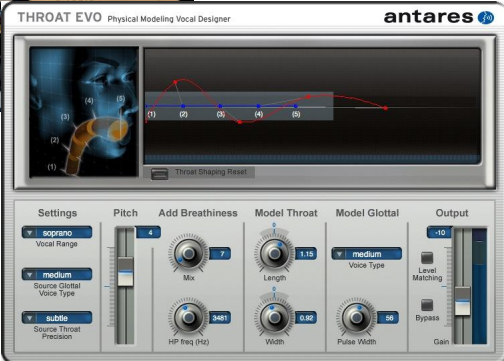 THROAT EVO Physical Modeling Vocal Designer antares
(1) (2) (3) (4) (5)
(1) (2) (3) (4) (5)
Throat Shaping Reset
Settings Pitch Add Breathiness Model Throat Model Glottal Output
soprano
Vocal Range
4
7
Mix
0
1.15
Length
medium
Voice Type
-10
Level
Matching
medium
Source Glottal
Voice Type
subtle
Source Throat
Precision
3481
HP freq (Hz)
0
0.92
Width
56
Pulse Width
Bypass
Gain